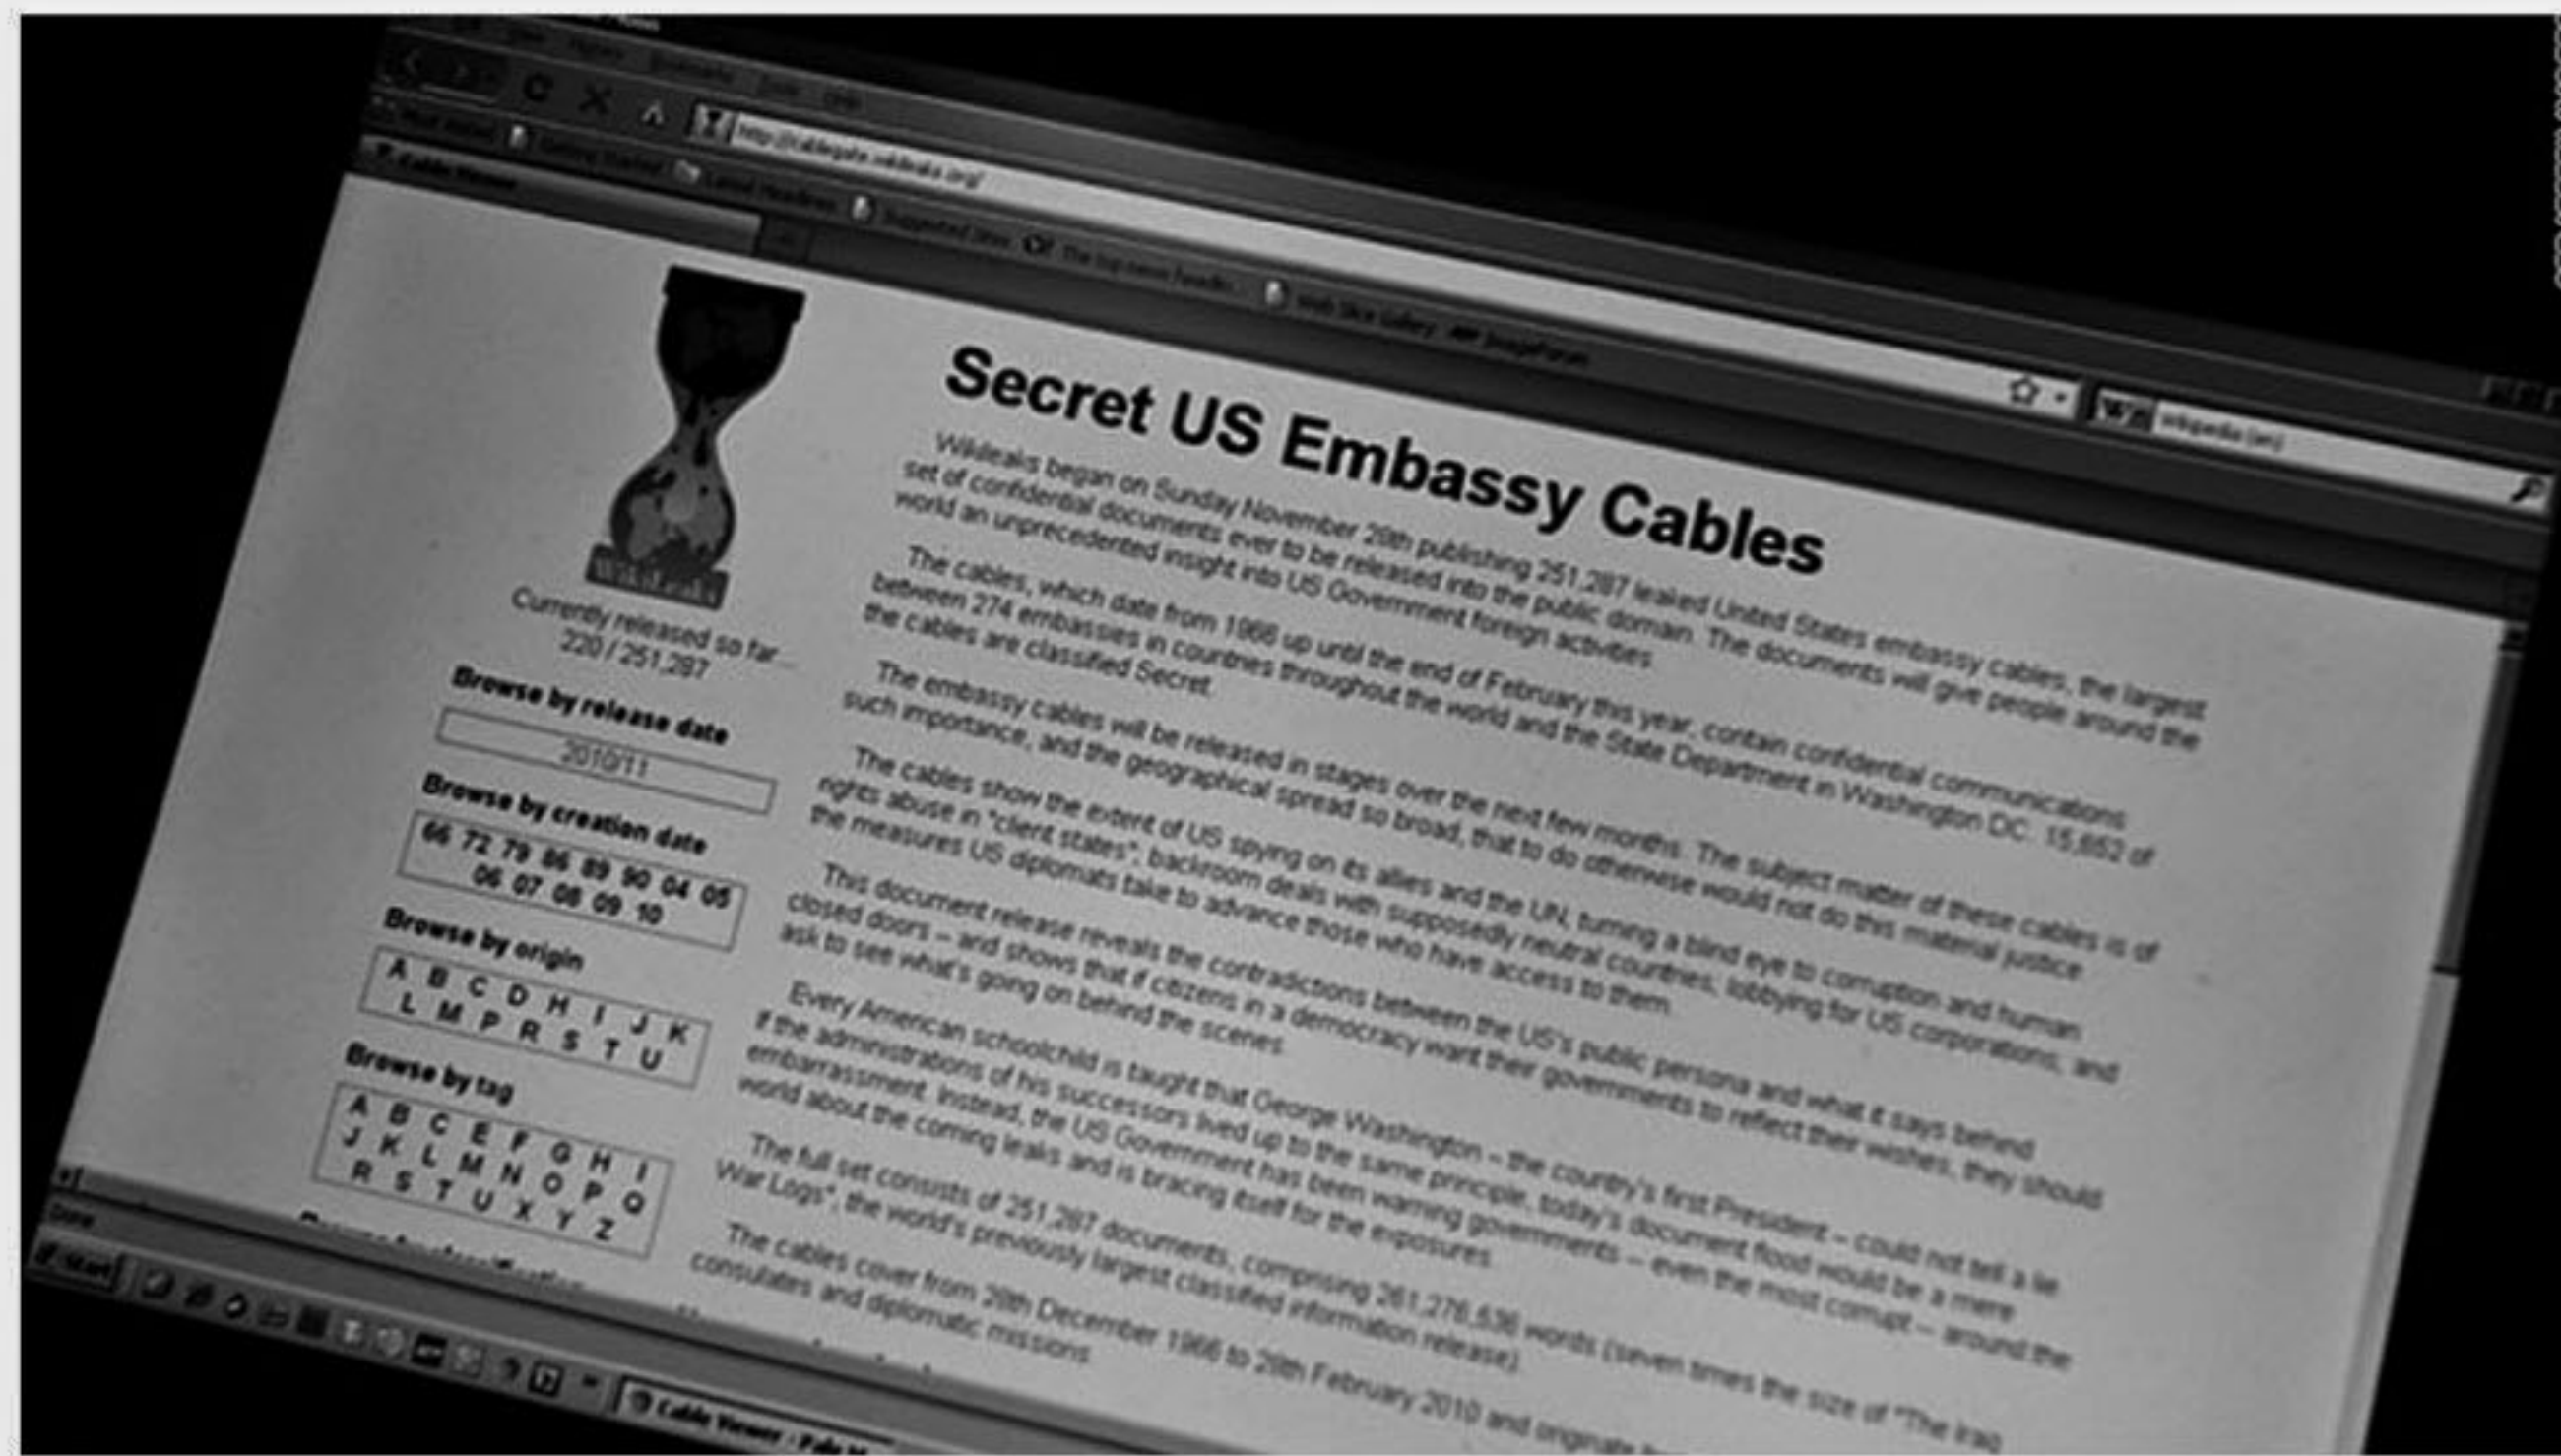 http://cablegate.wikileaks.org/
Cable Viewer
Secret US Embassy Cables
WikiLeaks
Currently released so far...
220 / 251,287
Browse by release date
2010/11
Browse by creation date
66 72 79 86 89 90 04 05
06 07 08 09 10
Browse by origin
A B C D H I J K
L M P R S T U
Browse by tag
A B C E F G H I
J K L M N O P Q
R S T U X Y Z
Wikileaks began on Sunday November 28th publishing 251,287 leaked United States embassy cables, the largest
set of confidential documents ever to be released into the public domain. The documents will give people around the
world an unprecedented insight into US Government foreign activities.
The cables, which date from 1966 up until the end of February this year, contain confidential communications
between 274 embassies in countries throughout the world and the State Department in Washington DC. 15,652 of
the cables are classified Secret.
The embassy cables will be released in stages over the next few months. The subject matter of these cables is of
such importance, and the geographical spread so broad, that to do otherwise would not do this material justice.
The cables show the extent of US spying on its allies and the UN; turning a blind eye to corruption and human
rights abuse in "client states"; backroom deals with supposedly neutral countries; lobbying for US corporations; and
the measures US diplomats take to advance those who have access to them.
This document release reveals the contradictions between the US's public persona and what it says behind
closed doors – and shows that if citizens in a democracy want their governments to reflect their wishes, they should
ask to see what's going on behind the scenes.
Every American schoolchild is taught that George Washington – the country's first President – could not tell a lie.
If the administrations of his successors lived up to the same principle, today's document flood would be a mere
embarrassment. Instead, the US Government has been warning governments -- even the most corrupt -- around the
world about the coming leaks and is bracing itself for the exposures.
The full set consists of 251,287 documents, comprising 261,276,536 words (seven times the size of "The Iraq
War Logs", the world's previously largest classified information release).
The cables cover from 28th December 1966 to 28th February 2010 and originate
consulates and diplomatic missions.
Done
Start
Cable Viewer - Pale